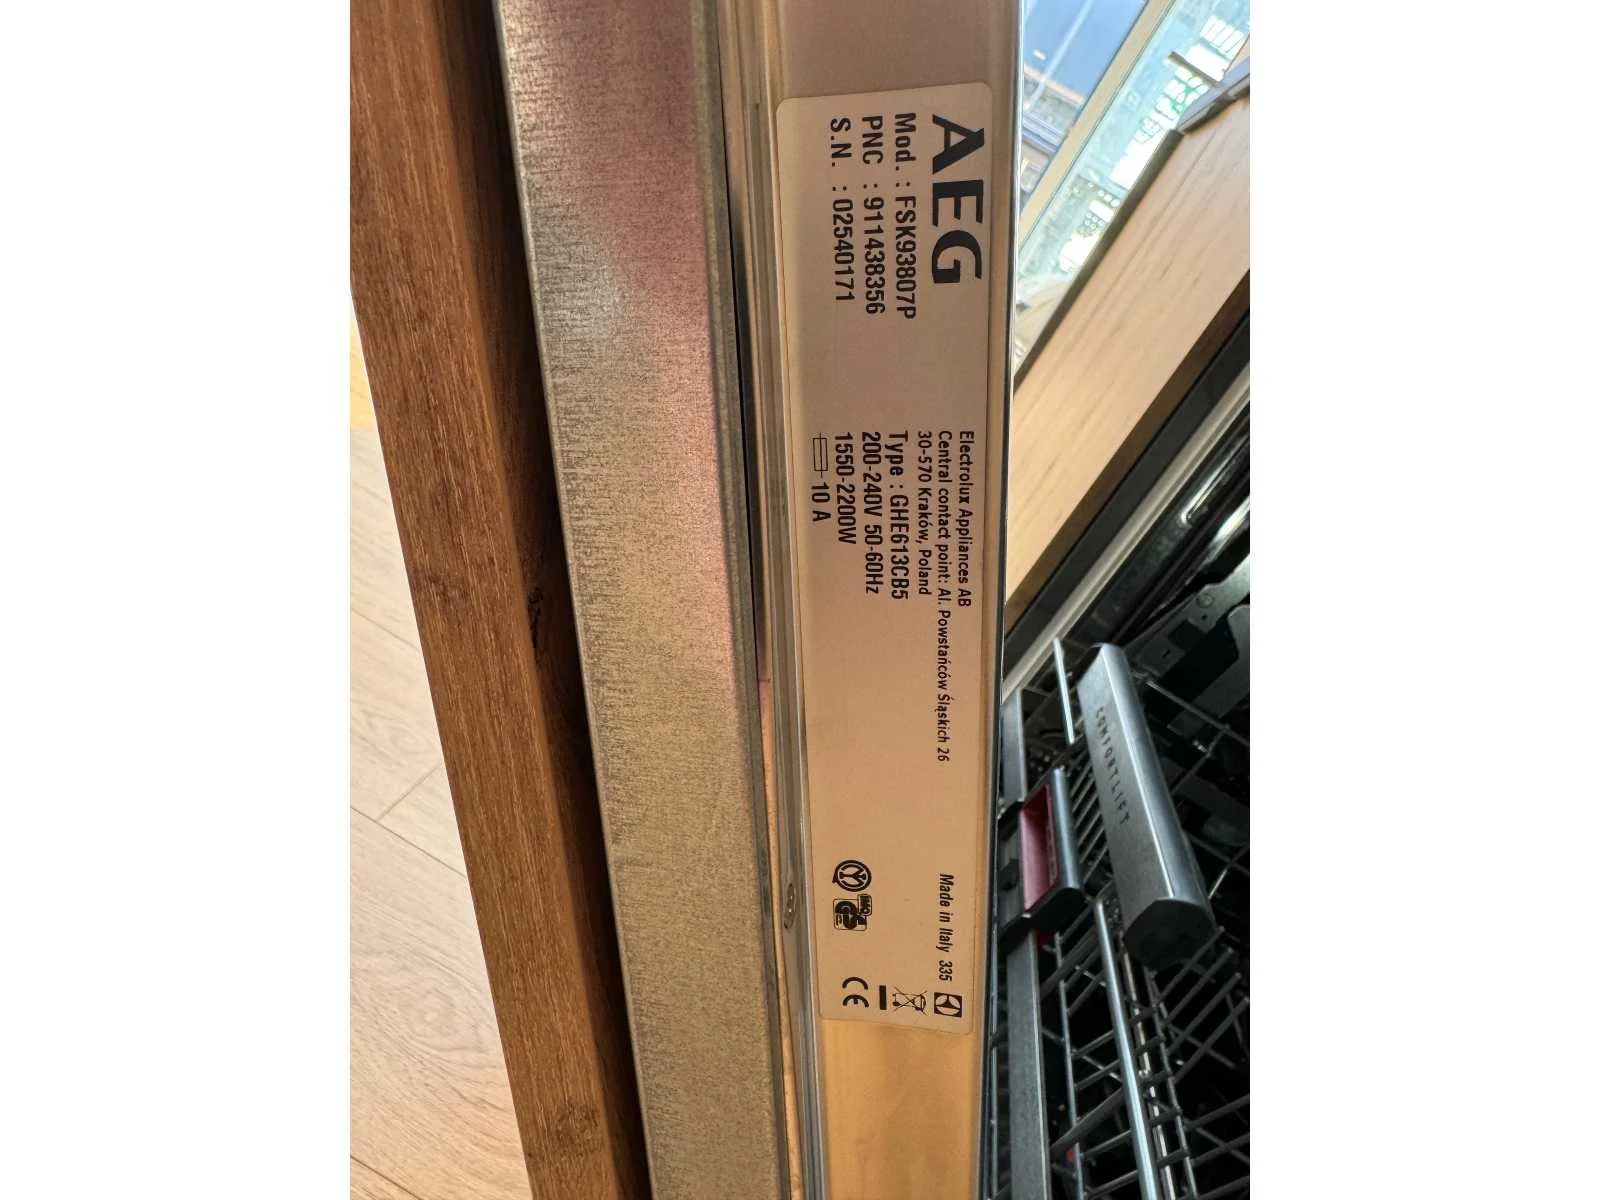 AEG
Mod. : FSK93807P
PNC : 911438356
S.N. : 02540171
Electrolux Appliances AB
Central contact point: Al. Powstańców Śląskich 26
30-570 Kraków, Poland
Type : GHE613CB5
200-240V 50-60Hz
1550-2200W
10 A
Made in Italy 335
CE
COMFORTLIFT